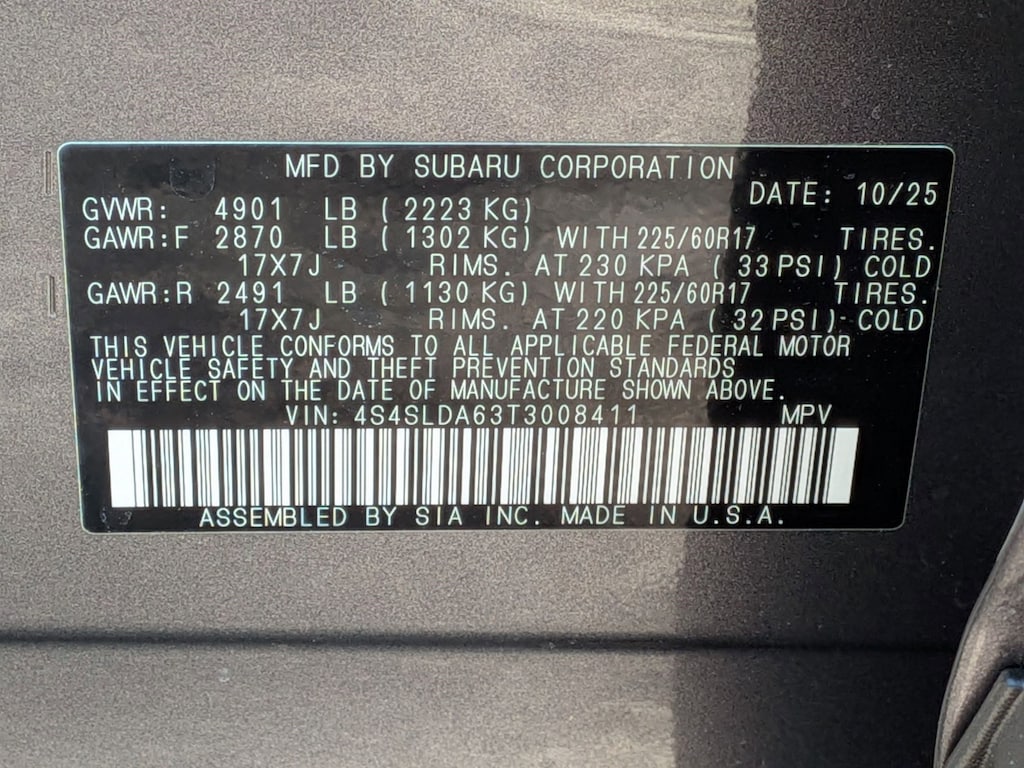 MFD BY SUBARU CORPORATION
DATE: 10/25
GVWR: 4901 LB ( 2223 KG)
GAWR:F 2870 LB ( 1302 KG) WITH 225/60R17 TIRES.
17X7J RIMS. AT 230 KPA ( 33 PSI) COLD
GAWR:R 2491 LB ( 1130 KG) WITH 225/60R17 TIRES.
17X7J RIMS. AT 220 KPA ( 32 PSI) COLD
THIS VEHICLE CONFORMS TO ALL APPLICABLE FEDERAL MOTOR
VEHICLE SAFETY AND THEFT PREVENTION STANDARDS
IN EFFECT ON THE DATE OF MANUFACTURE SHOWN ABOVE.
VIN: 4S4SLDA63T3008411 MPV
ASSEMBLED BY SIA INC. MADE IN U.S.A.